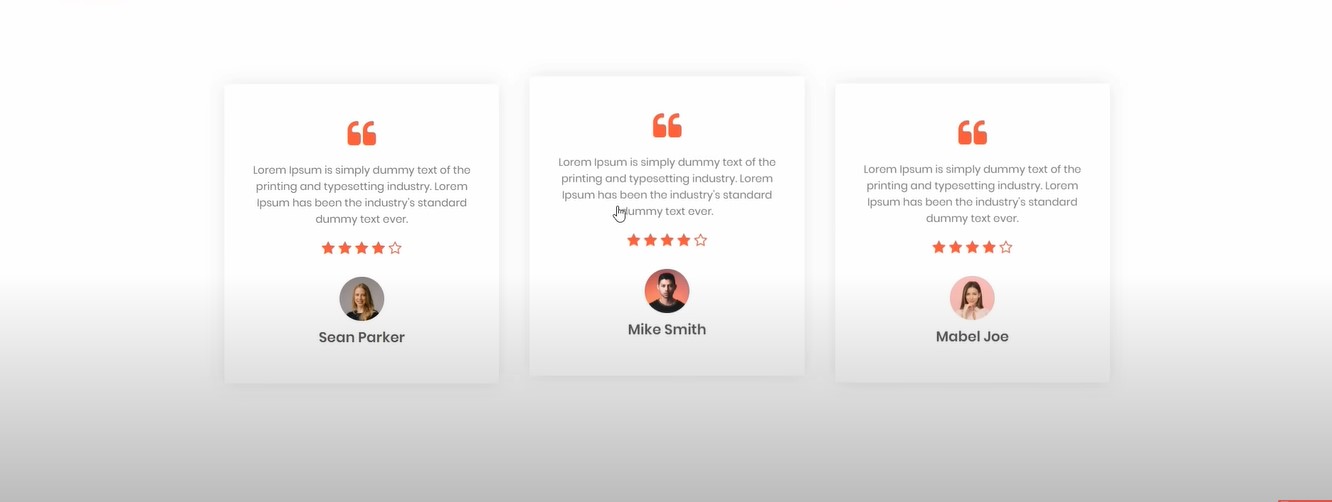 Lorem Ipsum is simply dummy text of the
printing and typesetting industry. Lorem
Ipsum has been the industry's standard
dummy text ever.
Sean Parker
Lorem Ipsum is simply dummy text of the
printing and typesetting industry. Lorem
Ipsum has been the industry's standard
dummy text ever.
Mike Smith
Lorem Ipsum is simply dummy text of the
printing and typesetting industry. Lorem
Ipsum has been the industry's standard
dummy text ever.
Mabel Joe